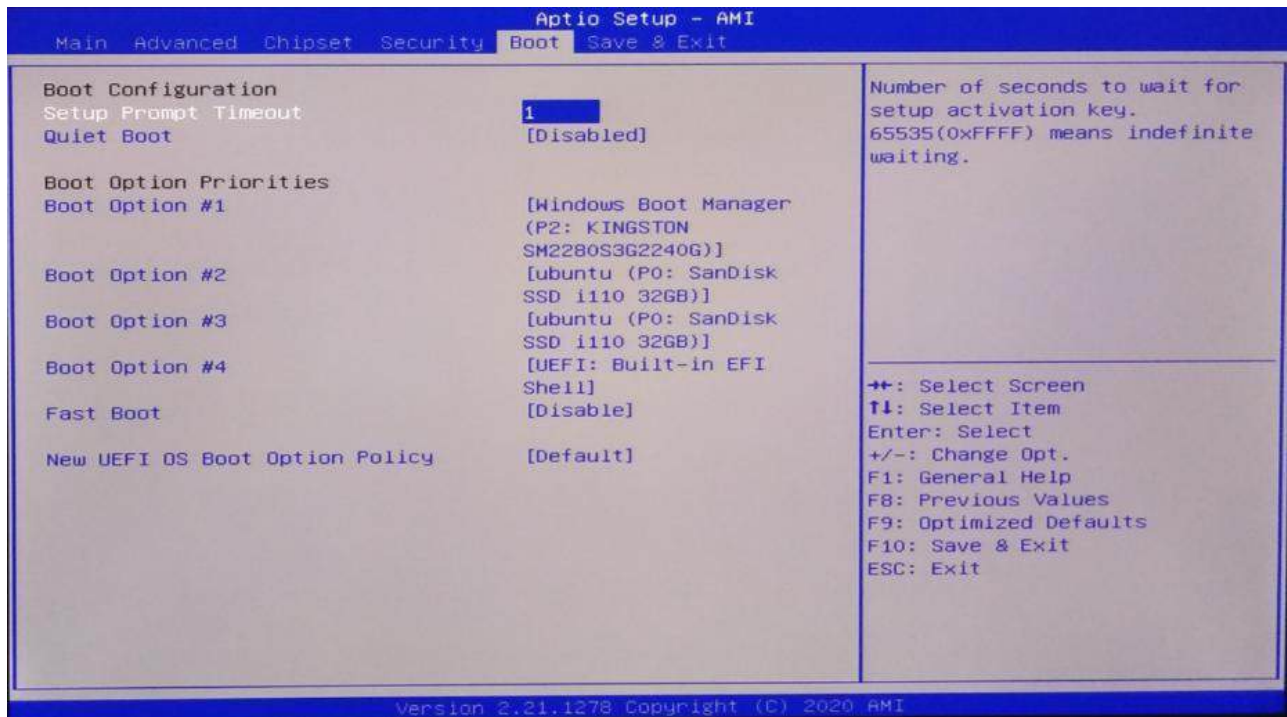 Aptio Setup - AMI
Main Advanced Chipset Security Boot Save & Exit
Boot Configuration
Setup Prompt Timeout 1
Quiet Boot [Disabled]
Boot Option Priorities
Boot Option #1 [Windows Boot Manager
(P2: KINGSTON
SM2280S3G2240G)]
Boot Option #2 [ubuntu (P0: SanDisk
SSD i110 32GB)]
Boot Option #3 [ubuntu (P0: SanDisk
SSD i110 32GB)]
Boot Option #4 [UEFI: Built-in EFI
Shell]
Fast Boot [Disable]
New UEFI OS Boot Option Policy [Default]
Number of seconds to wait for
setup activation key.
65535(0xFFFF) means indefinite
waiting.
→←: Select Screen
↑↓: Select Item
Enter: Select
+/-: Change Opt.
F1: General Help
F8: Previous Values
F9: Optimized Defaults
F10: Save & Exit
ESC: Exit
Version 2.21.1278 Copyright (C) 2020 AMI